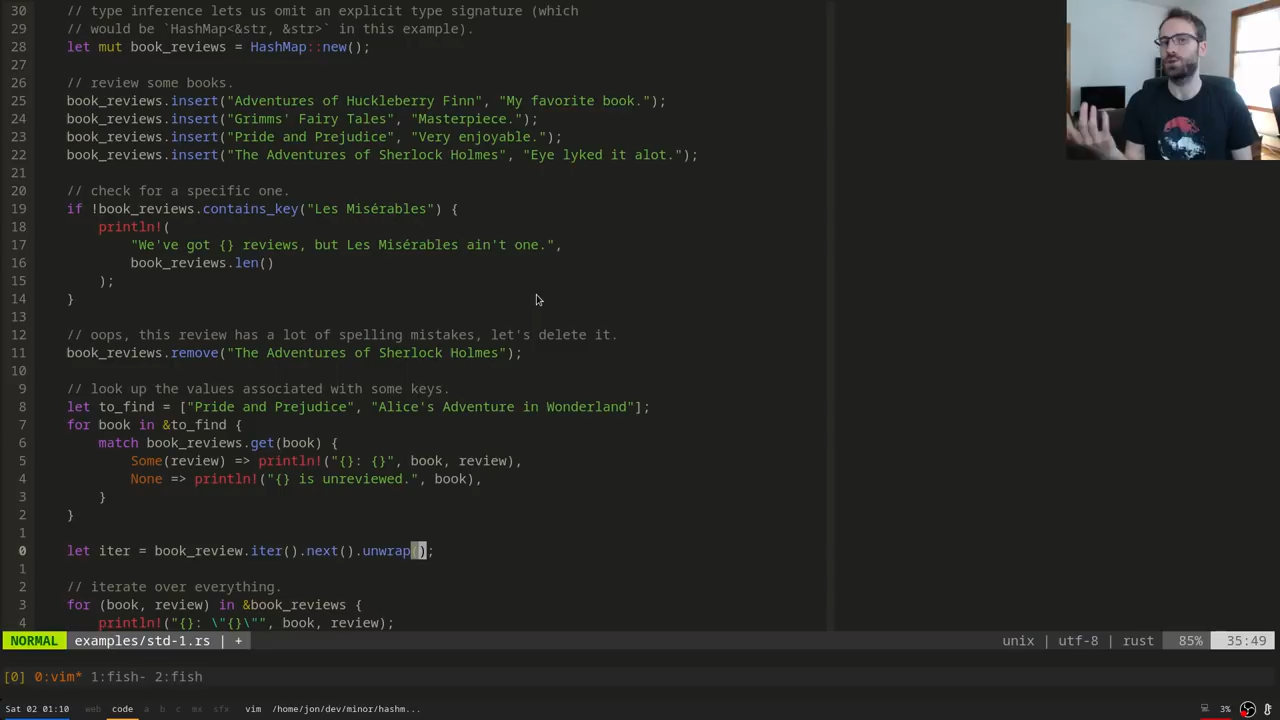 30 // type inference lets us omit an explicit type signature (which
29 // would be `HashMap<&str, &str>` in this example).
28 let mut book_reviews = HashMap::new();
27
26 // review some books.
25 book_reviews.insert("Adventures of Huckleberry Finn", "My favorite book.");
24 book_reviews.insert("Grimms' Fairy Tales", "Masterpiece.");
23 book_reviews.insert("Pride and Prejudice", "Very enjoyable.");
22 book_reviews.insert("The Adventures of Sherlock Holmes", "Eye lyked it alot.");
21
20 // check for a specific one.
19 if !book_reviews.contains_key("Les Misérables") {
18 println!(
17 "We've got {} reviews, but Les Misérables ain't one.",
16 book_reviews.len()
15 );
14 }
13
12 // oops, this review has a lot of spelling mistakes, let's delete it.
11 book_reviews.remove("The Adventures of Sherlock Holmes");
10
9 // look up the values associated with some keys.
8 let to_find = ["Pride and Prejudice", "Alice's Adventure in Wonderland"];
7 for book in &to_find {
6 match book_reviews.get(book) {
5 Some(review) => println!("{}: {}", book, review),
4 None => println!("{} is unreviewed.", book),
3 }
2 }
1
0 let iter = book_review.iter().next().unwrap();
1
2 // iterate over everything.
3 for (book, review) in &book_reviews {
4 println!("{}: \"{}\"", book, review);
NORMAL examples/std-1.rs | + unix | utf-8 | rust 85% 35:49
[0] 0:vim* 1:fish- 2:fish
Sat 02 01:10 web code a b c mx sfx vim /home/jon/dev/minor/hashm... 3%